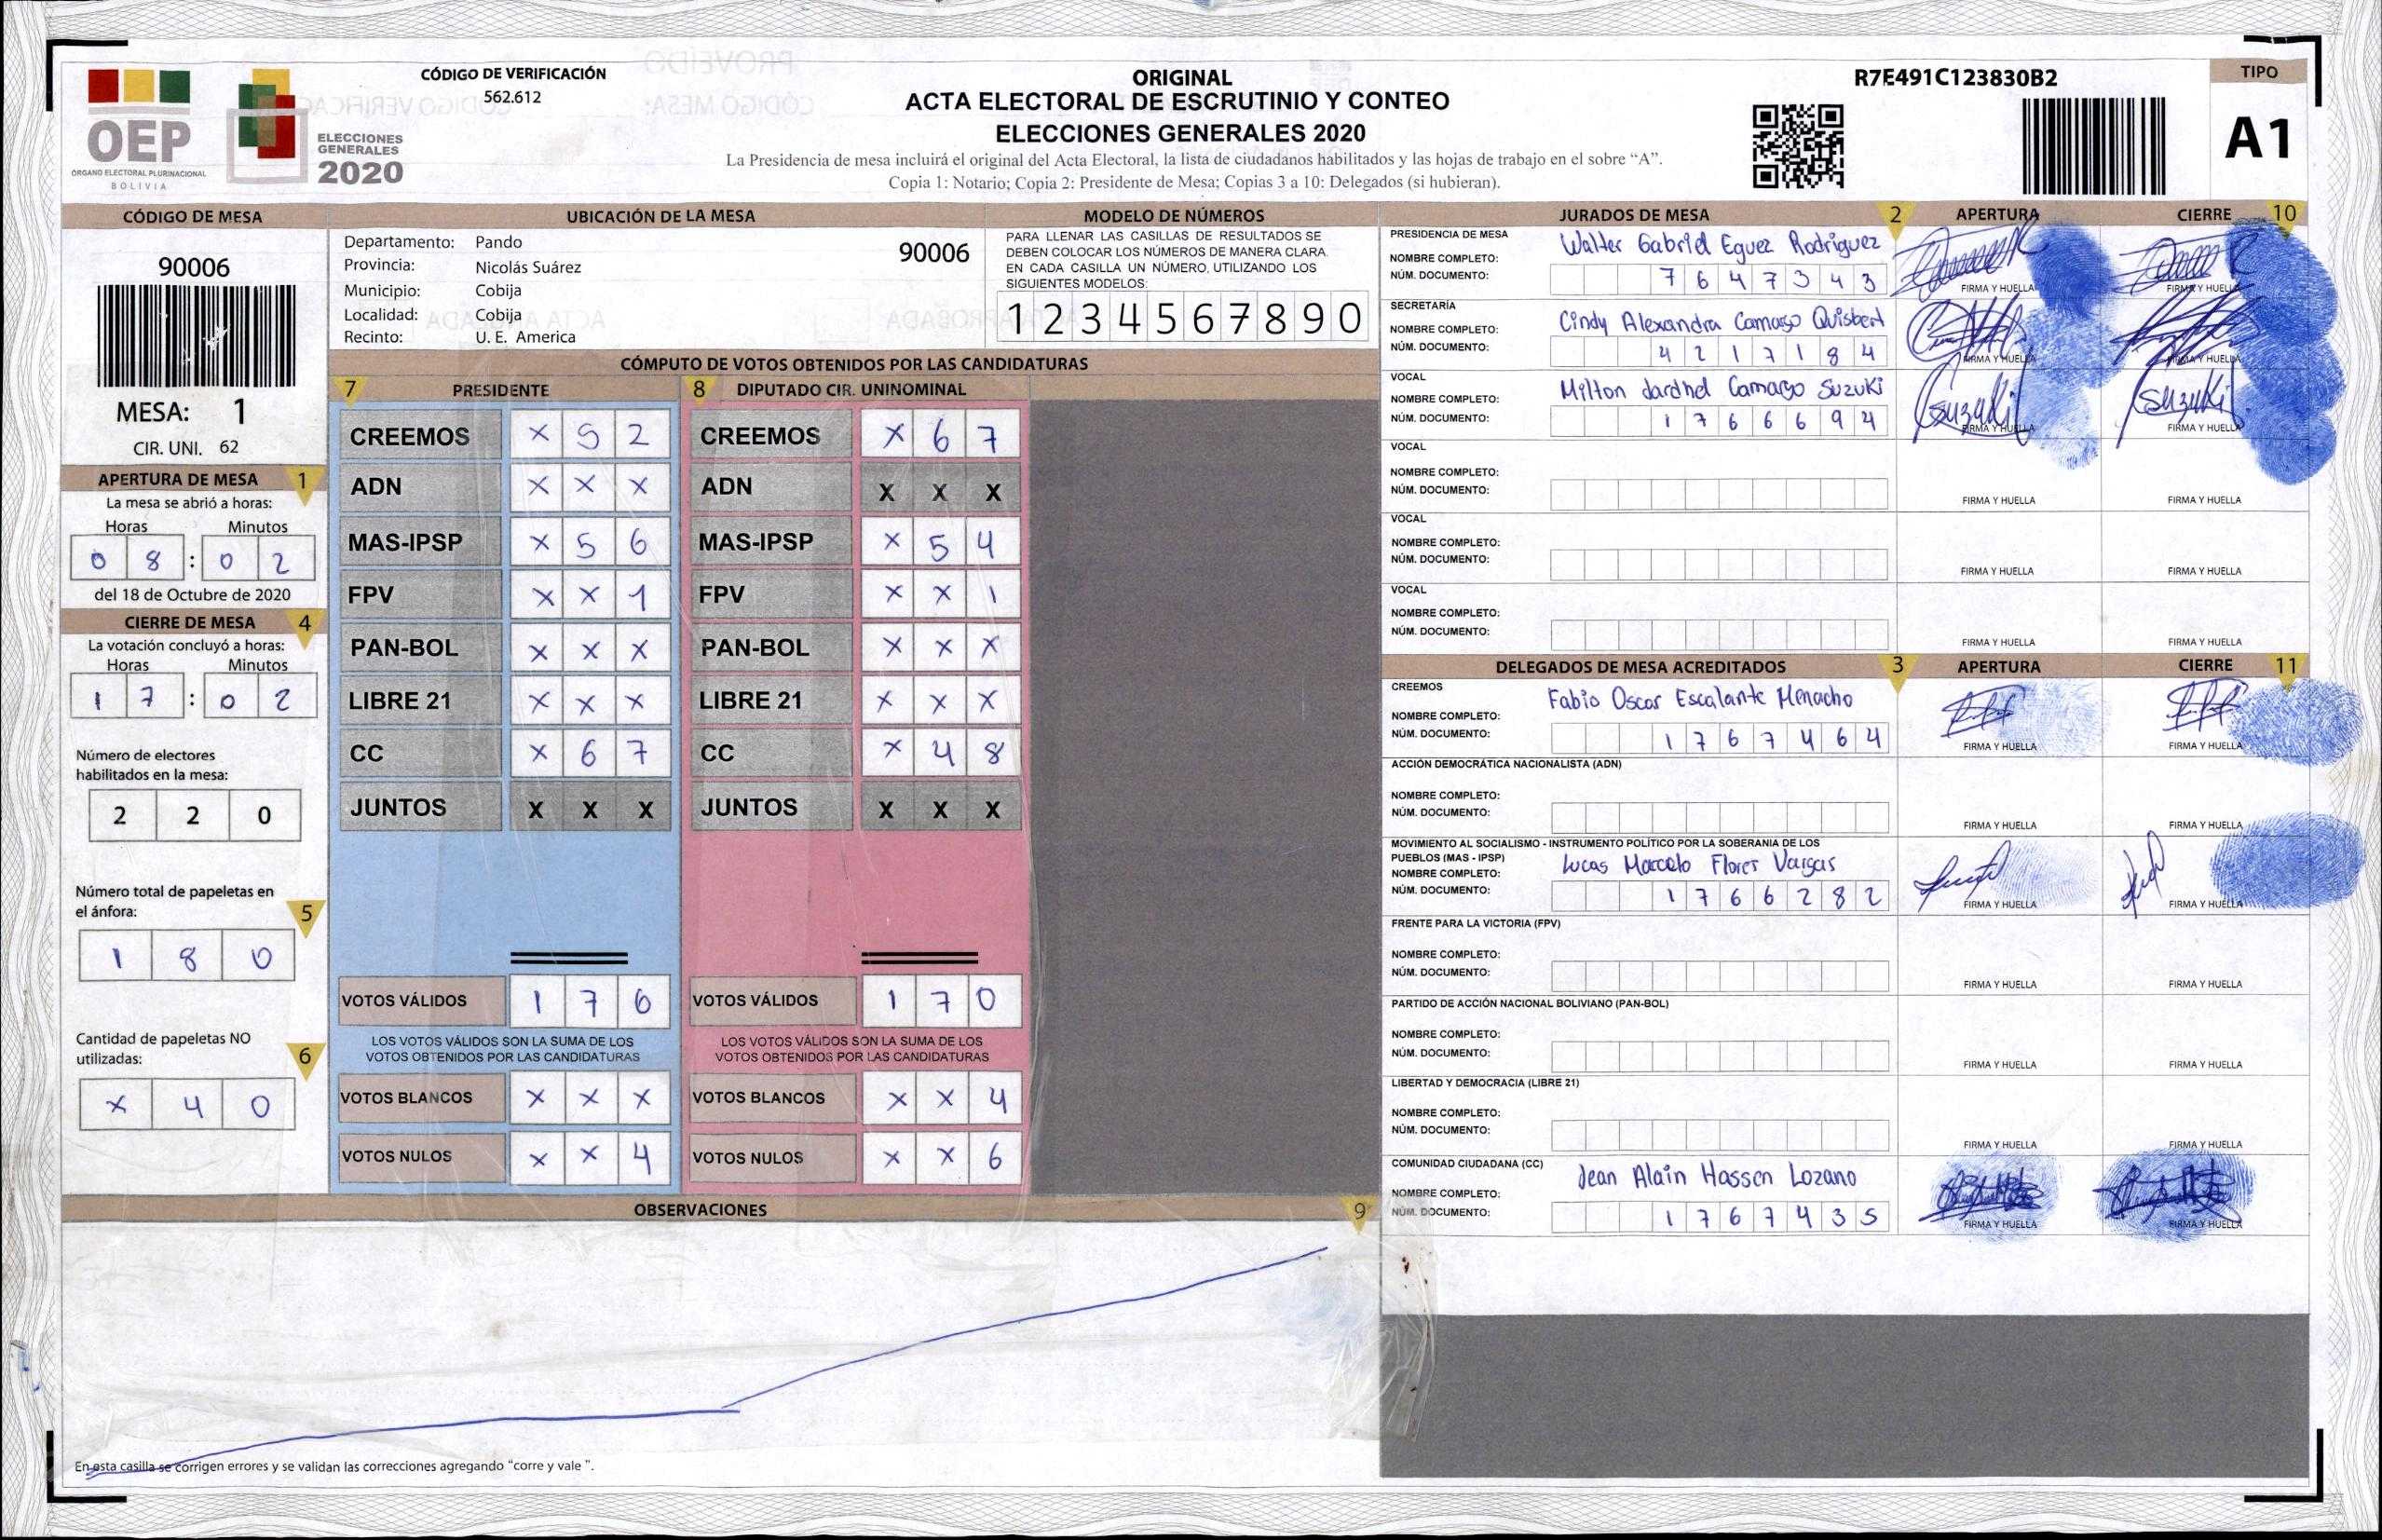 OEP
ÓRGANO ELECTORAL PLURINACIONAL
BOLIVIA
ELECCIONES
GENERALES
2020
CÓDIGO DE VERIFICACIÓN
562.612
ORIGINAL
ACTA ELECTORAL DE ESCRUTINIO Y CONTEO
ELECCIONES GENERALES 2020
La Presidencia de mesa incluirá el original del Acta Electoral, la lista de ciudadanos habilitados y las hojas de trabajo en el sobre “A”.
Copia 1: Notario; Copia 2: Presidente de Mesa; Copias 3 a 10: Delegados (si hubieran).
R7E491C123830B2
TIPO
A1
CÓDIGO DE MESA
90006
MESA: 1
CIR. UNI. 62
APERTURA DE MESA 1
La mesa se abrió a horas:
Horas Minutos
0 8 : 0 2
del 18 de Octubre de 2020
CIERRE DE MESA 4
La votación concluyó a horas:
Horas Minutos
1 7 : 0 2
Número de electores
habilitados en la mesa:
2 2 0
Número total de papeletas en
el ánfora: 5
1 8 0
Cantidad de papeletas NO
utilizadas: 6
X 4 0
UBICACIÓN DE LA MESA
Departamento: Pando 90006
Provincia: Nicolás Suárez
Municipio: Cobija
Localidad: Cobija
Recinto: U. E. America
MODELO DE NÚMEROS
PARA LLENAR LAS CASILLAS DE RESULTADOS SE
DEBEN COLOCAR LOS NÚMEROS DE MANERA CLARA.
EN CADA CASILLA UN NÚMERO, UTILIZANDO LOS
SIGUIENTES MODELOS:
1 2 3 4 5 6 7 8 9 0
CÓMPUTO DE VOTOS OBTENIDOS POR LAS CANDIDATURAS
7 PRESIDENTE 8 DIPUTADO CIR. UNINOMINAL
CREEMOS X 5 2 CREEMOS X 6 7
ADN X X X ADN X X X
MAS-IPSP X 5 6 MAS-IPSP X 5 4
FPV X X 1 FPV X X 1
PAN-BOL X X X PAN-BOL X X X
LIBRE 21 X X X LIBRE 21 X X X
CC X 6 7 CC X 4 8
JUNTOS X X X JUNTOS X X X
VOTOS VÁLIDOS 1 7 6 VOTOS VÁLIDOS 1 7 0
LOS VOTOS VÁLIDOS SON LA SUMA DE LOS LOS VOTOS VÁLIDOS SON LA SUMA DE LOS
VOTOS OBTENIDOS POR LAS CANDIDATURAS VOTOS OBTENIDOS POR LAS CANDIDATURAS
VOTOS BLANCOS X X X VOTOS BLANCOS X X 4
VOTOS NULOS X X 4 VOTOS NULOS X X 6
OBSERVACIONES 9
En esta casilla se corrigen errores y se validan las correcciones agregando “corre y vale ”.
JURADOS DE MESA 2 APERTURA CIERRE 10
PRESIDENCIA DE MESA
NOMBRE COMPLETO: Walter Gabriel Eguez Rodriguez
NÚM. DOCUMENTO: 7 6 4 7 3 4 3
FIRMA Y HUELLA FIRMA Y HUELLA
SECRETARÍA
NOMBRE COMPLETO: Cindy Alexandra Camargo Quisbert
NÚM. DOCUMENTO: 4 2 1 7 1 8 4
FIRMA Y HUELLA FIRMA Y HUELLA
VOCAL
NOMBRE COMPLETO: Milton Camargo Suzuki
NÚM. DOCUMENTO: 1 7 6 6 6 9 4
Suzuki Suzuki
FIRMA Y HUELLA FIRMA Y HUELLA
VOCAL
NOMBRE COMPLETO:
NÚM. DOCUMENTO:
FIRMA Y HUELLA FIRMA Y HUELLA
VOCAL
NOMBRE COMPLETO:
NÚM. DOCUMENTO:
FIRMA Y HUELLA FIRMA Y HUELLA
VOCAL
NOMBRE COMPLETO:
NÚM. DOCUMENTO:
FIRMA Y HUELLA FIRMA Y HUELLA
DELEGADOS DE MESA ACREDITADOS 3 APERTURA CIERRE 11
CREEMOS
NOMBRE COMPLETO: Fabio Oscar Escalante Menacho
NÚM. DOCUMENTO: 1 7 6 7 4 6 4
FIRMA Y HUELLA FIRMA Y HUELLA
ACCIÓN DEMOCRÁTICA NACIONALISTA (ADN)
NOMBRE COMPLETO:
NÚM. DOCUMENTO:
FIRMA Y HUELLA FIRMA Y HUELLA
MOVIMIENTO AL SOCIALISMO - INSTRUMENTO POLÍTICO POR LA SOBERANIA DE LOS
PUEBLOS (MAS - IPSP)
NOMBRE COMPLETO: Lucas Marcelo Flores Vargas
NÚM. DOCUMENTO: 1 7 6 6 2 8 2
FIRMA Y HUELLA FIRMA Y HUELLA
FRENTE PARA LA VICTORIA (FPV)
NOMBRE COMPLETO:
NÚM. DOCUMENTO:
FIRMA Y HUELLA FIRMA Y HUELLA
PARTIDO DE ACCIÓN NACIONAL BOLIVIANO (PAN-BOL)
NOMBRE COMPLETO:
NÚM. DOCUMENTO:
FIRMA Y HUELLA FIRMA Y HUELLA
LIBERTAD Y DEMOCRACIA (LIBRE 21)
NOMBRE COMPLETO:
NÚM. DOCUMENTO:
FIRMA Y HUELLA FIRMA Y HUELLA
COMUNIDAD CIUDADANA (CC)
NOMBRE COMPLETO: Jean Alain Hassen Lozano
NÚM. DOCUMENTO: 1 7 6 7 4 3 5
FIRMA Y HUELLA FIRMA Y HUELLA